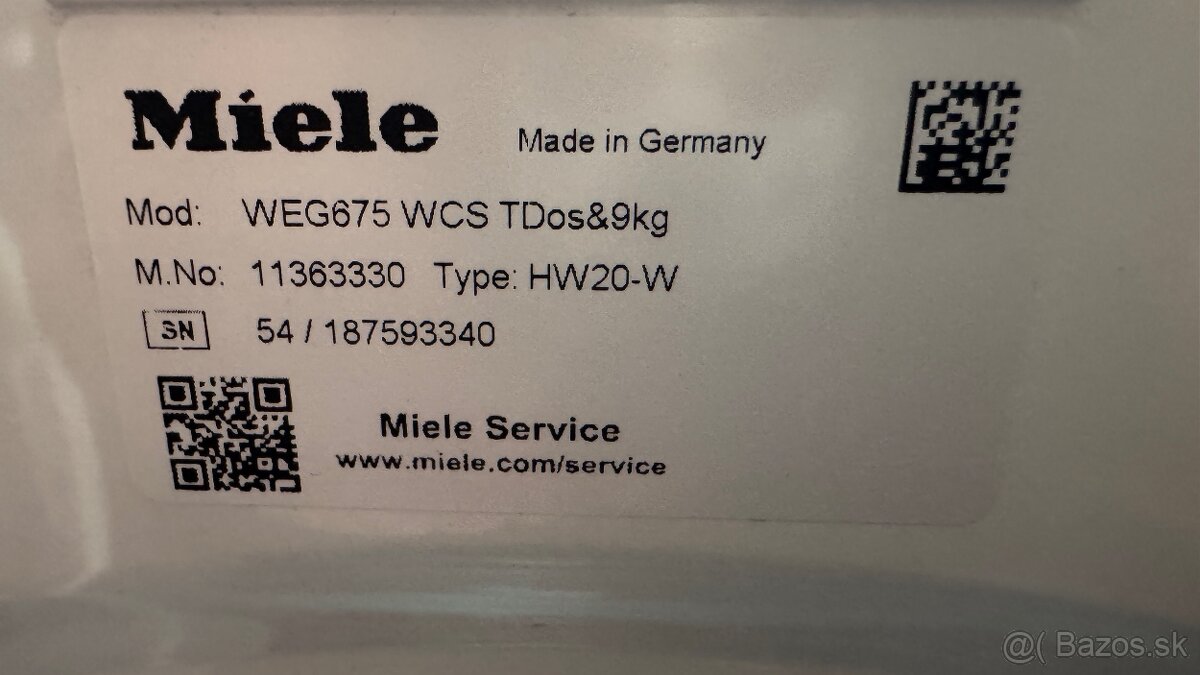 Miele Made in Germany
Mod: WEG675 WCS TDos&9kg
M.No: 11363330 Type: HW20-W
SN 54 / 187593340
Miele Service
www.miele.com/service
@( Bazos.sk